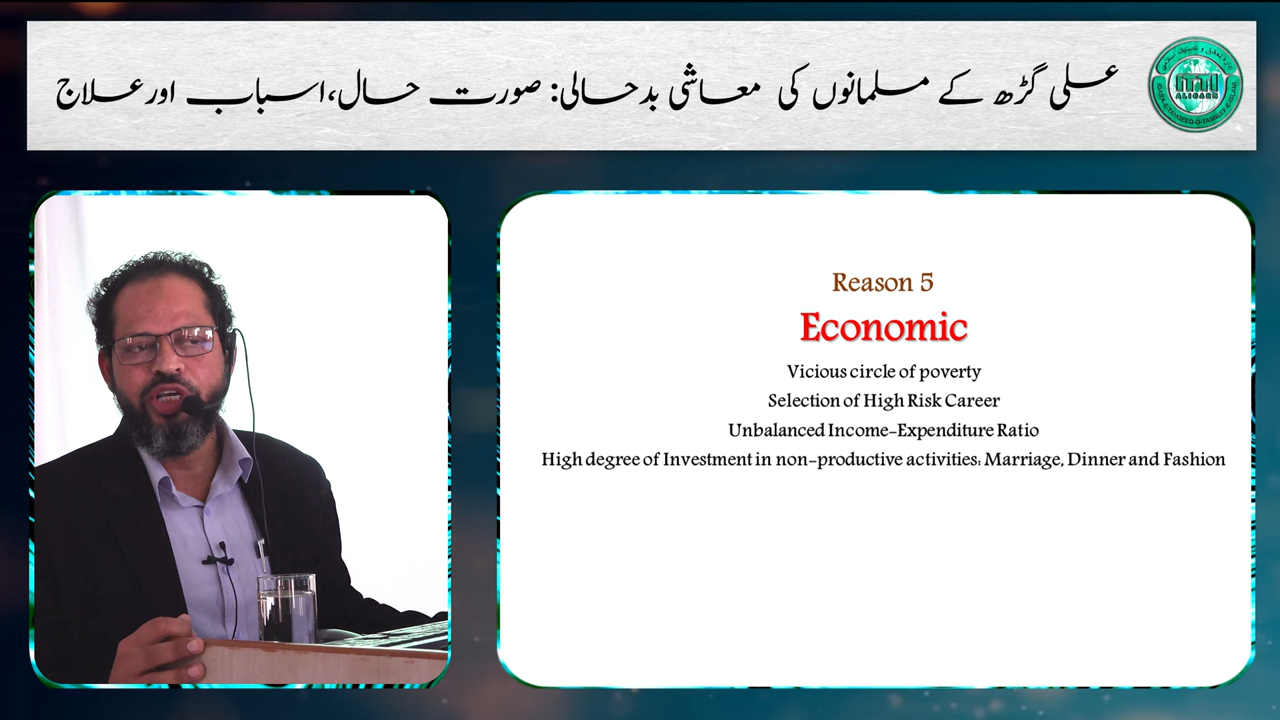 علی گڑھ کے مسلمانوں کی معاشی بدحالی: صورت حال، اسباب اور علاج
ALIGARH
Reason 5
Economic
Vicious circle of poverty
Selection of High Risk Career
Unbalanced Income-Expenditure Ratio
High degree of Investment in non-productive activities: Marriage, Dinner and Fashion